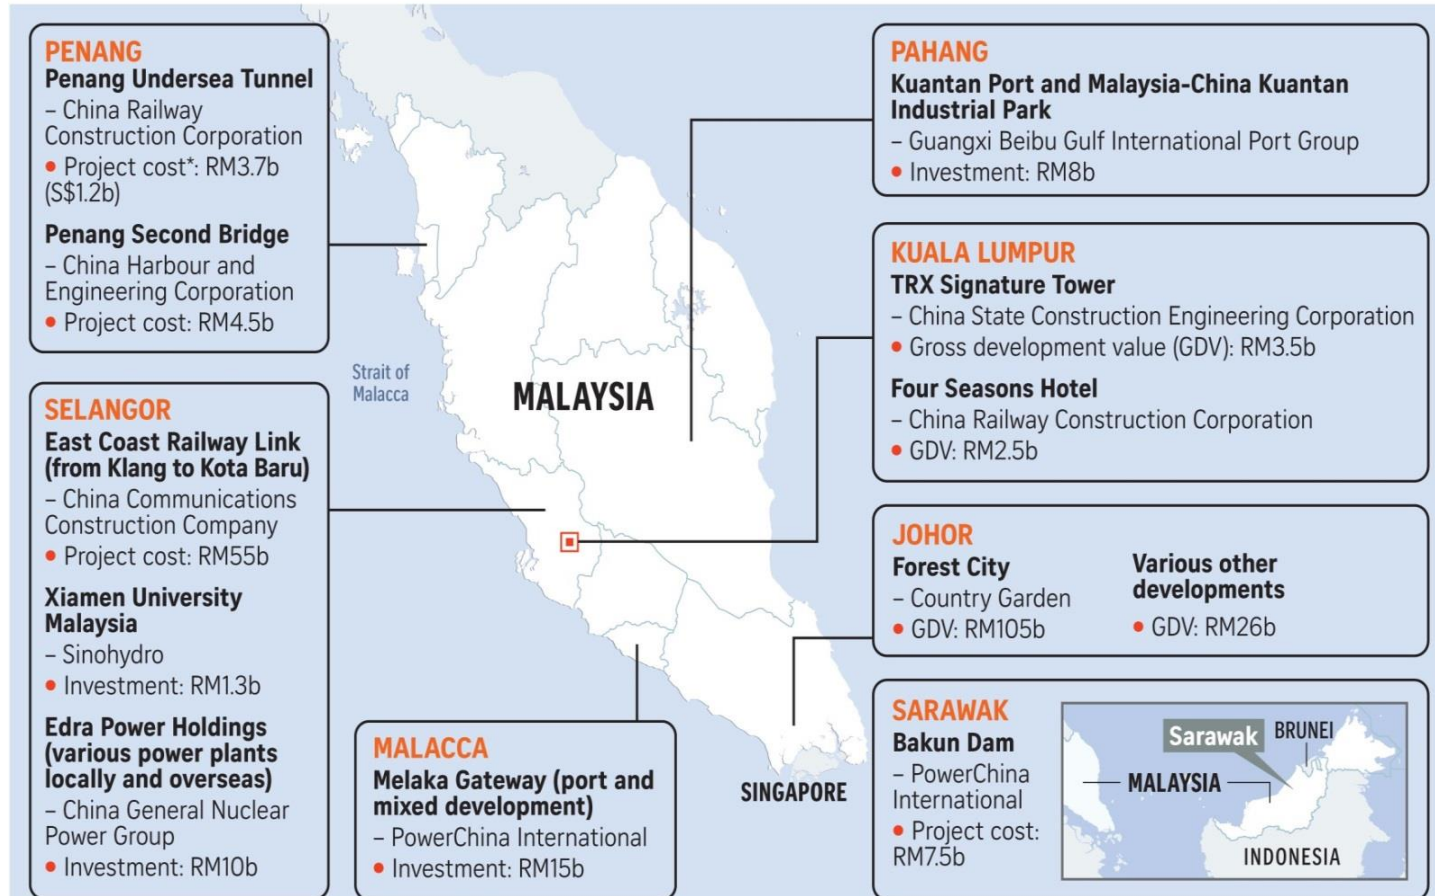 PENANG
Penang Undersea Tunnel
– China Railway
Construction Corporation
• Project cost*: RM3.7b
(S$1.2b)
Penang Second Bridge
– China Harbour and
Engineering Corporation
• Project cost: RM4.5b
SELANGOR
East Coast Railway Link
(from Klang to Kota Baru)
– China Communications
Construction Company
• Project cost: RM55b
Xiamen University
Malaysia
– Sinohydro
• Investment: RM1.3b
Edra Power Holdings
(various power plants
locally and overseas)
– China General Nuclear
Power Group
• Investment: RM10b
Strait of
Malacca
MALAYSIA
MALACCA
Melaka Gateway (port and
mixed development)
– PowerChina International
• Investment: RM15b
SINGAPORE
PAHANG
Kuantan Port and Malaysia-China Kuantan
Industrial Park
– Guangxi Beibu Gulf International Port Group
• Investment: RM8b
KUALA LUMPUR
TRX Signature Tower
– China State Construction Engineering Corporation
• Gross development value (GDV): RM3.5b
Four Seasons Hotel
– China Railway Construction Corporation
• GDV: RM2.5b
JOHOR
Forest City
– Country Garden
• GDV: RM105b
Various other
developments
• GDV: RM26b
SARAWAK
Bakun Dam
– PowerChina
International
• Project cost:
RM7.5b
Sarawak
BRUNEI
MALAYSIA
INDONESIA